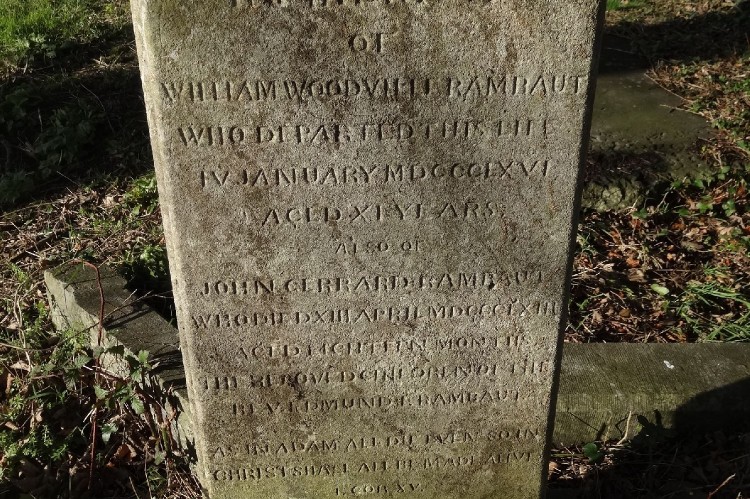 OF
WILLIAM WOODVILLE RAMBAUT
WHO DEPARTED THIS LIFE
IV JANUARY MDCCCLXVI
AGED XI YEARS.
ALSO OF
JOHN GERRARD RAMBAUT
WHO DIED XIII APRIL MDCCCLXIII
AGED EIGHTEEN MONTHS
THE BELOVED CHILDREN OF THE
REV. EDMUND F. RAMBAUT
AS IN ADAM ALL DIE EVEN SO IN
CHRIST SHALL ALL BE MADE ALIVE
I COR. XV.